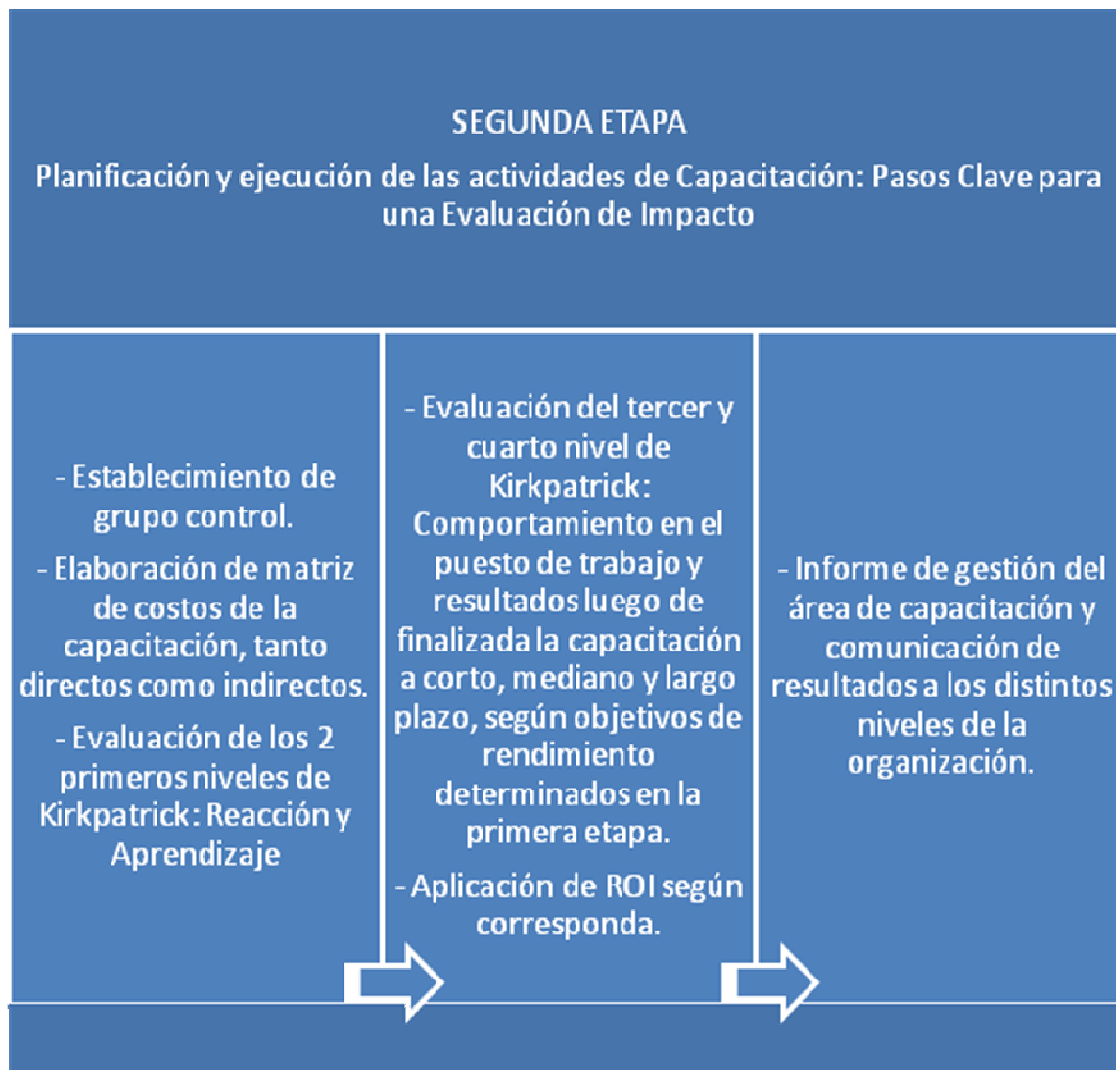 SEGUNDA ETAPA
Planificación y ejecución de las actividades de Capacitación: Pasos Clave para
una Evaluación de Impacto
- Establecimiento de
grupo control.
- Elaboración de matriz
de costos de la
capacitación, tanto
directos como indirectos.
- Evaluación de los 2
primeros niveles de
Kirkpatrick: Reacción y
Aprendizaje
- Evaluación del tercer y
cuarto nivel de
Kirkpatrick:
Comportamiento en el
puesto de trabajo y
resultados luego de
finalizada la capacitación
a corto, mediano y largo
plazo, según objetivos de
rendimiento
determinados en la
primera etapa.
- Aplicación de ROI según
corresponda.
- Informe de gestión del
área de capacitación y
comunicación de
resultados a los distintos
niveles de la
organización.